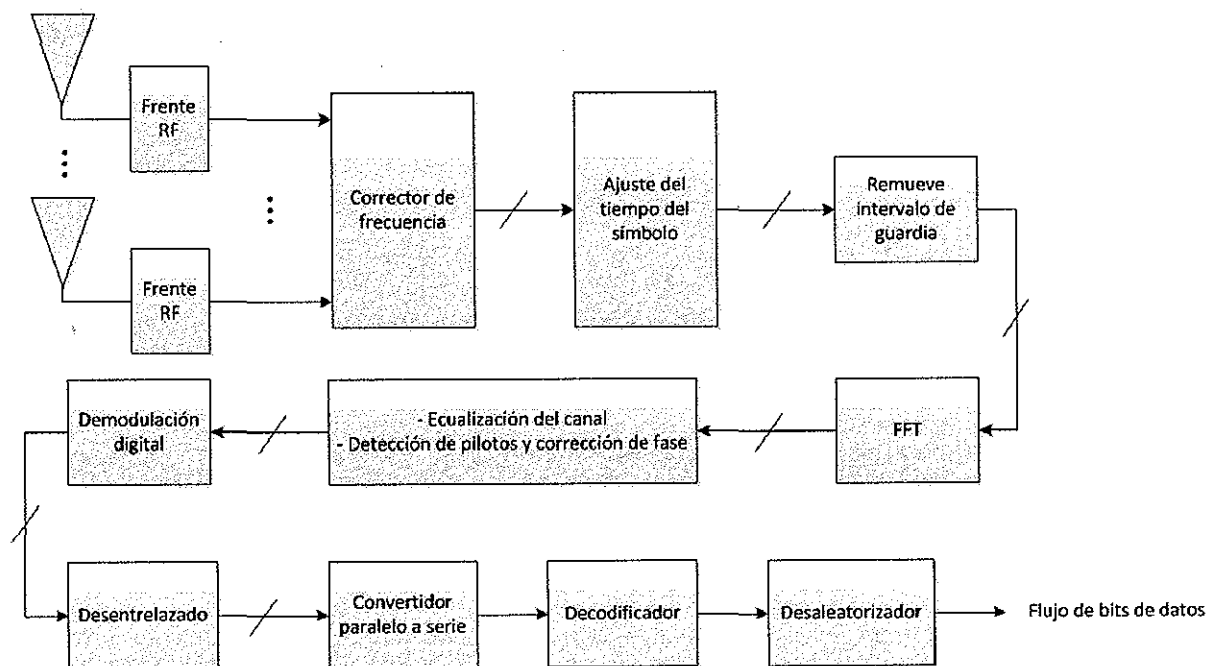 Frente
RF
Corrector de
frecuencia
Ajuste del
tiempo del
símbolo
Remueve
intervalo de
guardia
Frente
RF
Demodulación
digital
- Ecualización del canal
- Detección de pilotos y corrección de fase
FFT
Desentrelazado
Convertidor
paralelo a serie
Decodificador
Desaleatorizador
Flujo de bits de datos